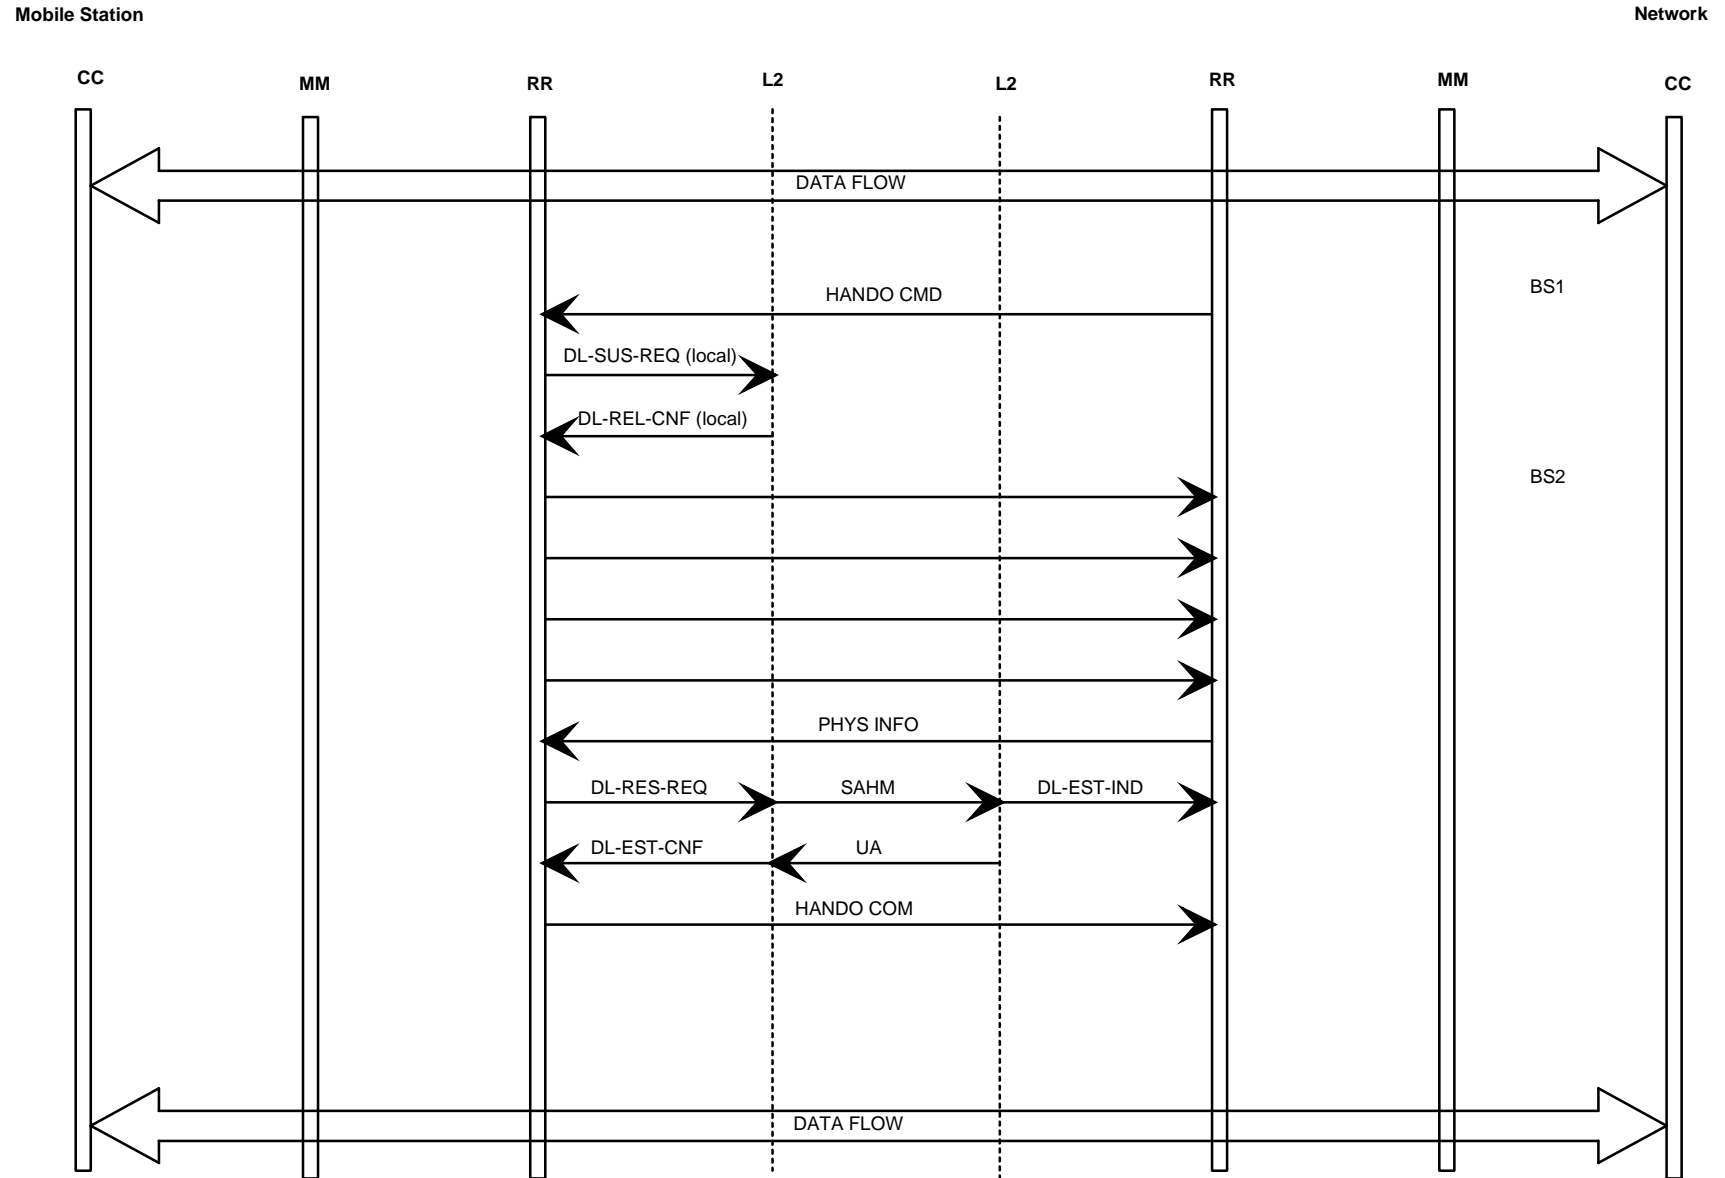 Mobile Station
Network
CC
MM
RR
L2
L2
RR
MM
CC
DATA FLOW
BS1
HANDO CMD
DL-SUS-REQ (local)
DL-REL-CNF (local)
BS2
PHYS INFO
DL-RES-REQ
SAHM
DL-EST-IND
DL-EST-CNF
UA
HANDO COM
DATA FLOW